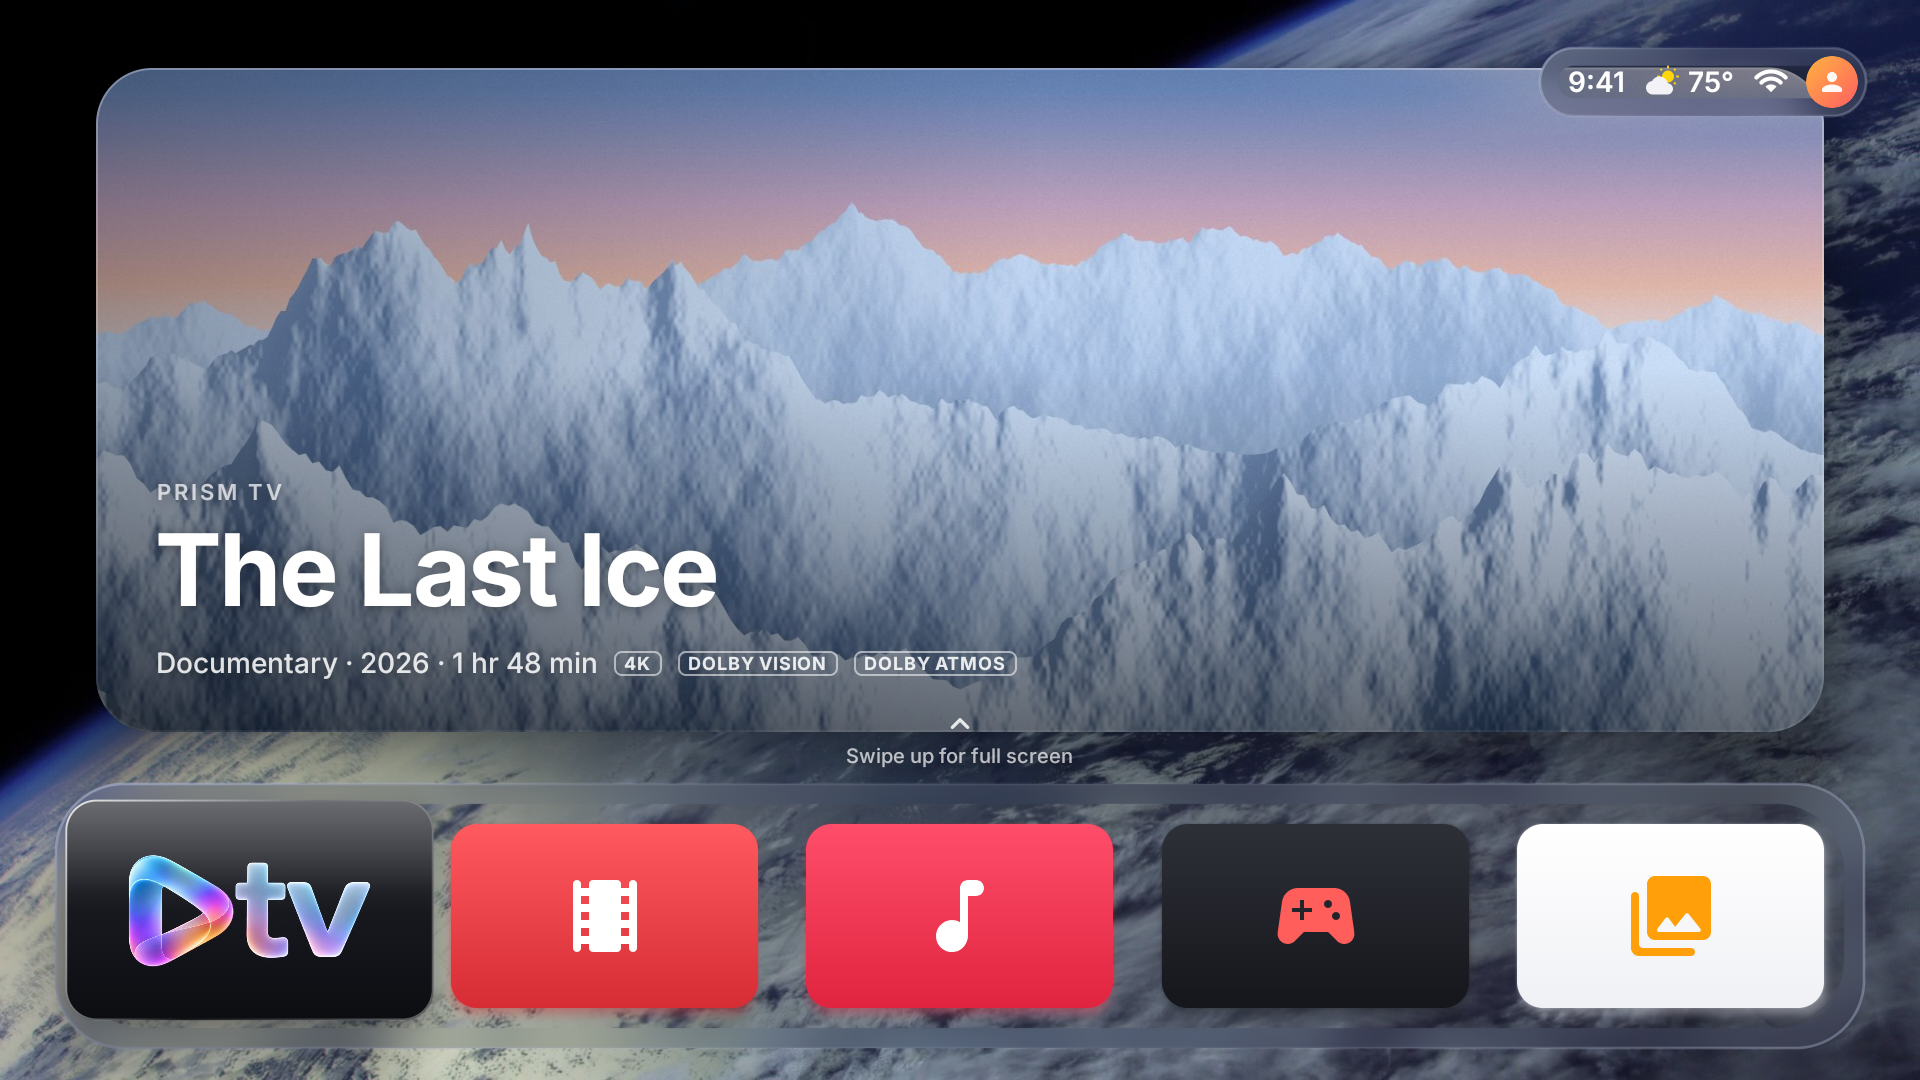 9:41 75°
PRISM TV
The Last Ice
Documentary · 2026 · 1 hr 48 min 4K DOLBY VISION DOLBY ATMOS
Swipe up for full screen
tv